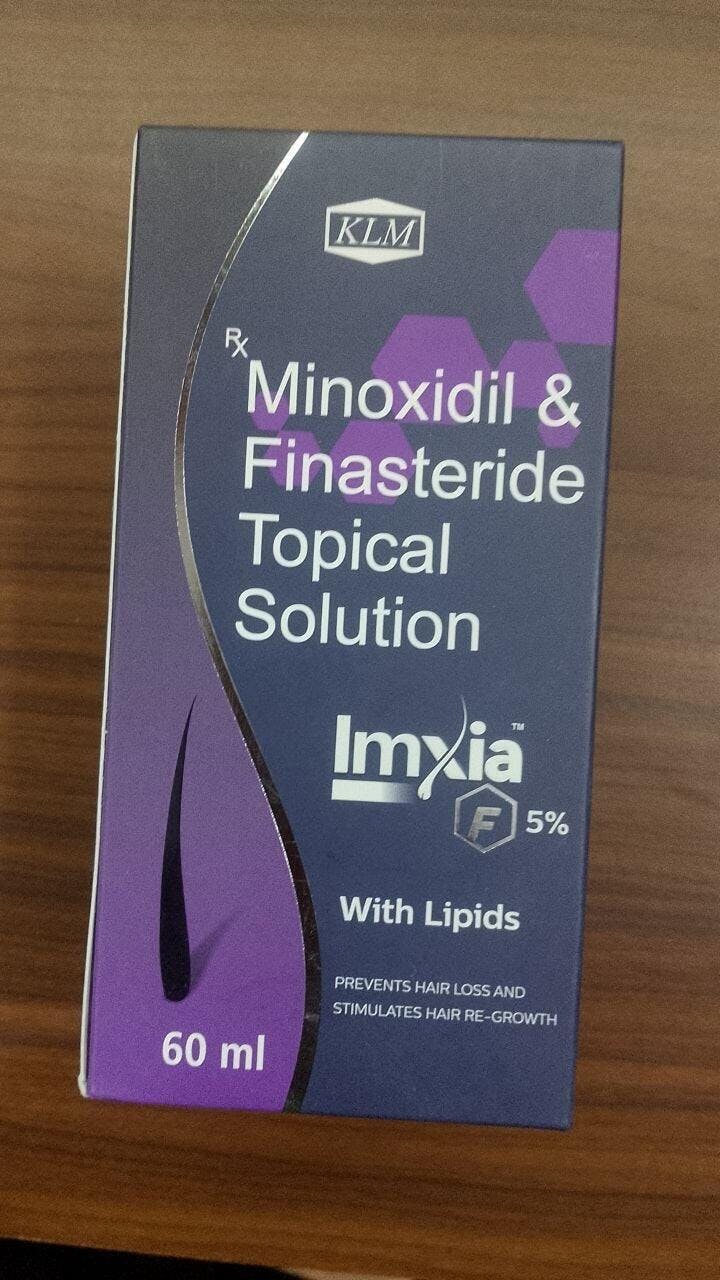 KLM
Rx
Minoxidil &
Finasteride
Topical
Solution
Imxia™
F 5%
With Lipids
PREVENTS HAIR LOSS AND
STIMULATES HAIR RE-GROWTH
60 ml